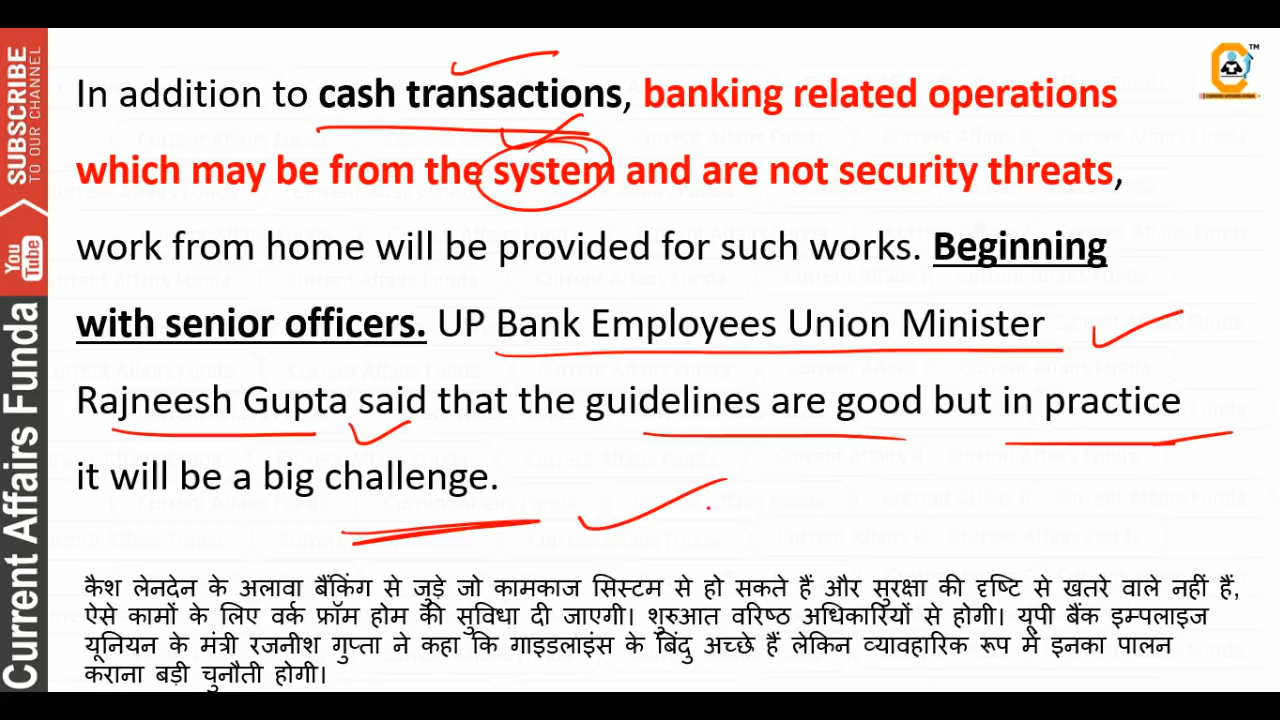 In addition to cash transactions, banking related operations
which may be from the system and are not security threats,
work from home will be provided for such works. Beginning
with senior officers. UP Bank Employees Union Minister
Rajneesh Gupta said that the guidelines are good but in practice
it will be a big challenge.
कैश लेनदेन के अलावा बैंकिंग से जुड़े जो कामकाज सिस्टम से हो सकते हैं और सुरक्षा की दृष्टि से खतरे वाले नहीं हैं,
ऐसे कामों के लिए वर्क फ्रॉम होम की सुविधा दी जाएगी। शुरुआत वरिष्ठ अधिकारियों से होगी। यूपी बैंक इम्पलाइज
यूनियन के मंत्री रजनीश गुप्ता ने कहा कि गाइडलाइंस के बिंदु अच्छे हैं लेकिन व्यावहारिक रूप में इनका पालन
कराना बड़ी चुनौती होगी।
SUBSCRIBE
TO OUR CHANNEL
You
Tube
Current Affairs Funda
TM